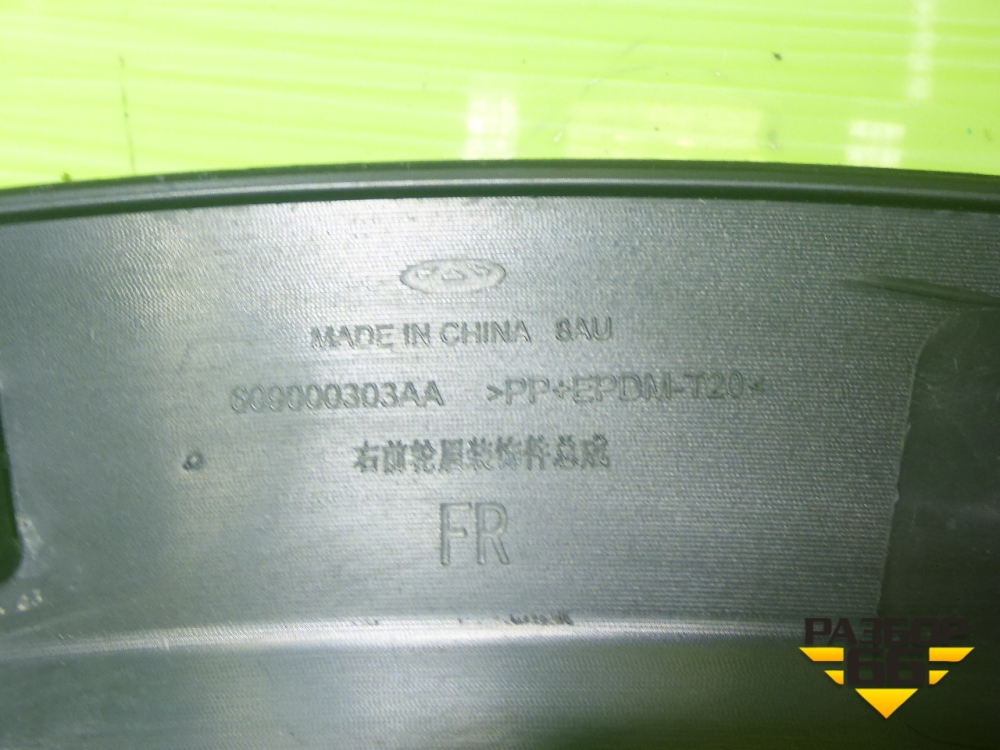 MADE IN CHINA 8AU
609000303AA >PP+EPDM-T20<
右前轮眉装饰件总成
FR
РАЗБОР
66